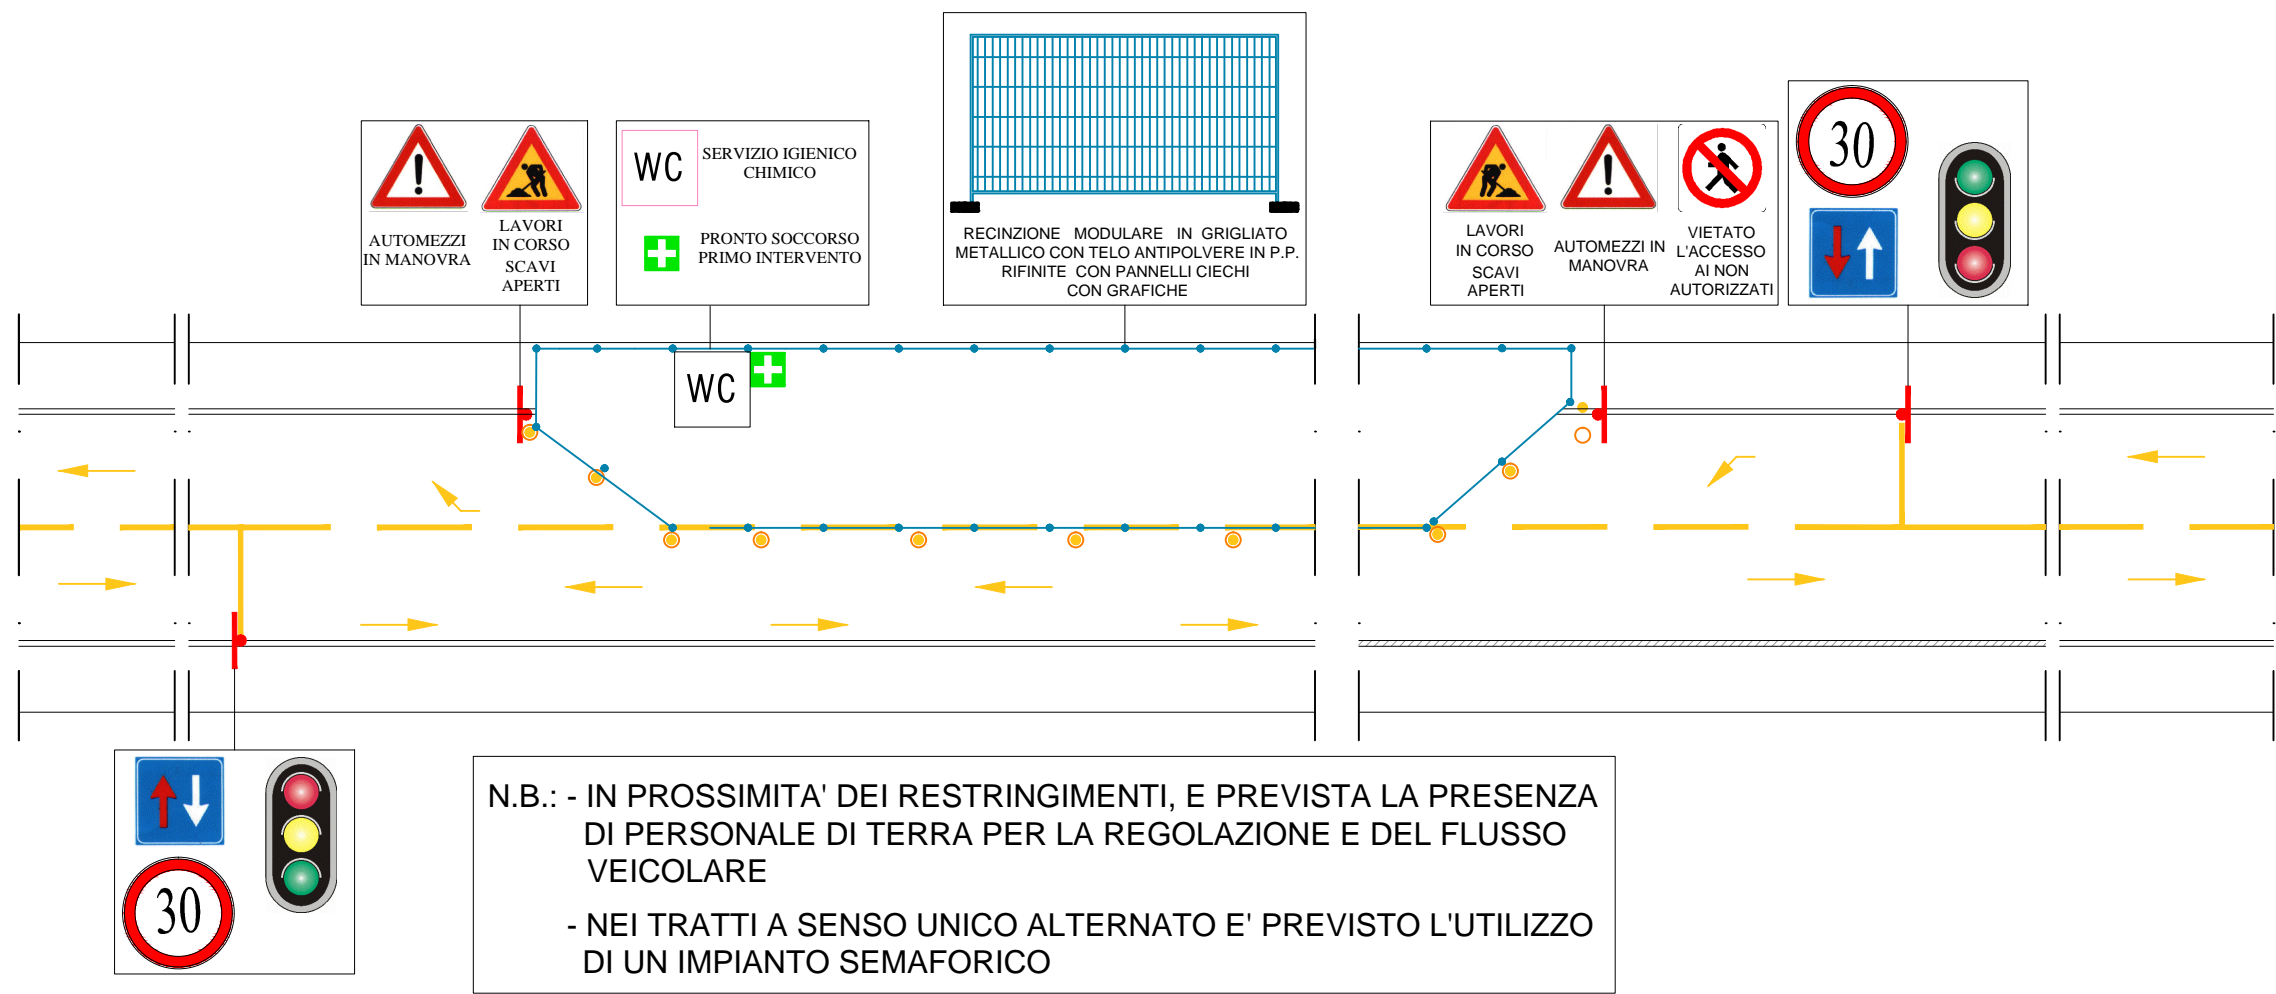 AUTOMEZZI
IN MANOVRA
LAVORI
IN CORSO
SCAVI
APERTI
WC
SERVIZIO IGIENICO
CHIMICO
PRONTO SOCCORSO
PRIMO INTERVENTO
RECINZIONE MODULARE IN GRIGLIATO
METALLICO CON TELO ANTIPOLVERE IN P.P.
RIFINITE CON PANNELLI CIECHI
CON GRAFICHE
LAVORI
IN CORSO
SCAVI
APERTI
AUTOMEZZI IN
MANOVRA
VIETATO
L'ACCESSO
AI NON
AUTORIZZATI
30
WC
30
N.B.: - IN PROSSIMITA' DEI RESTRINGIMENTI, E PREVISTA LA PRESENZA
DI PERSONALE DI TERRA PER LA REGOLAZIONE E DEL FLUSSO
VEICOLARE
- NEI TRATTI A SENSO UNICO ALTERNATO E' PREVISTO L'UTILIZZO
DI UN IMPIANTO SEMAFORICO